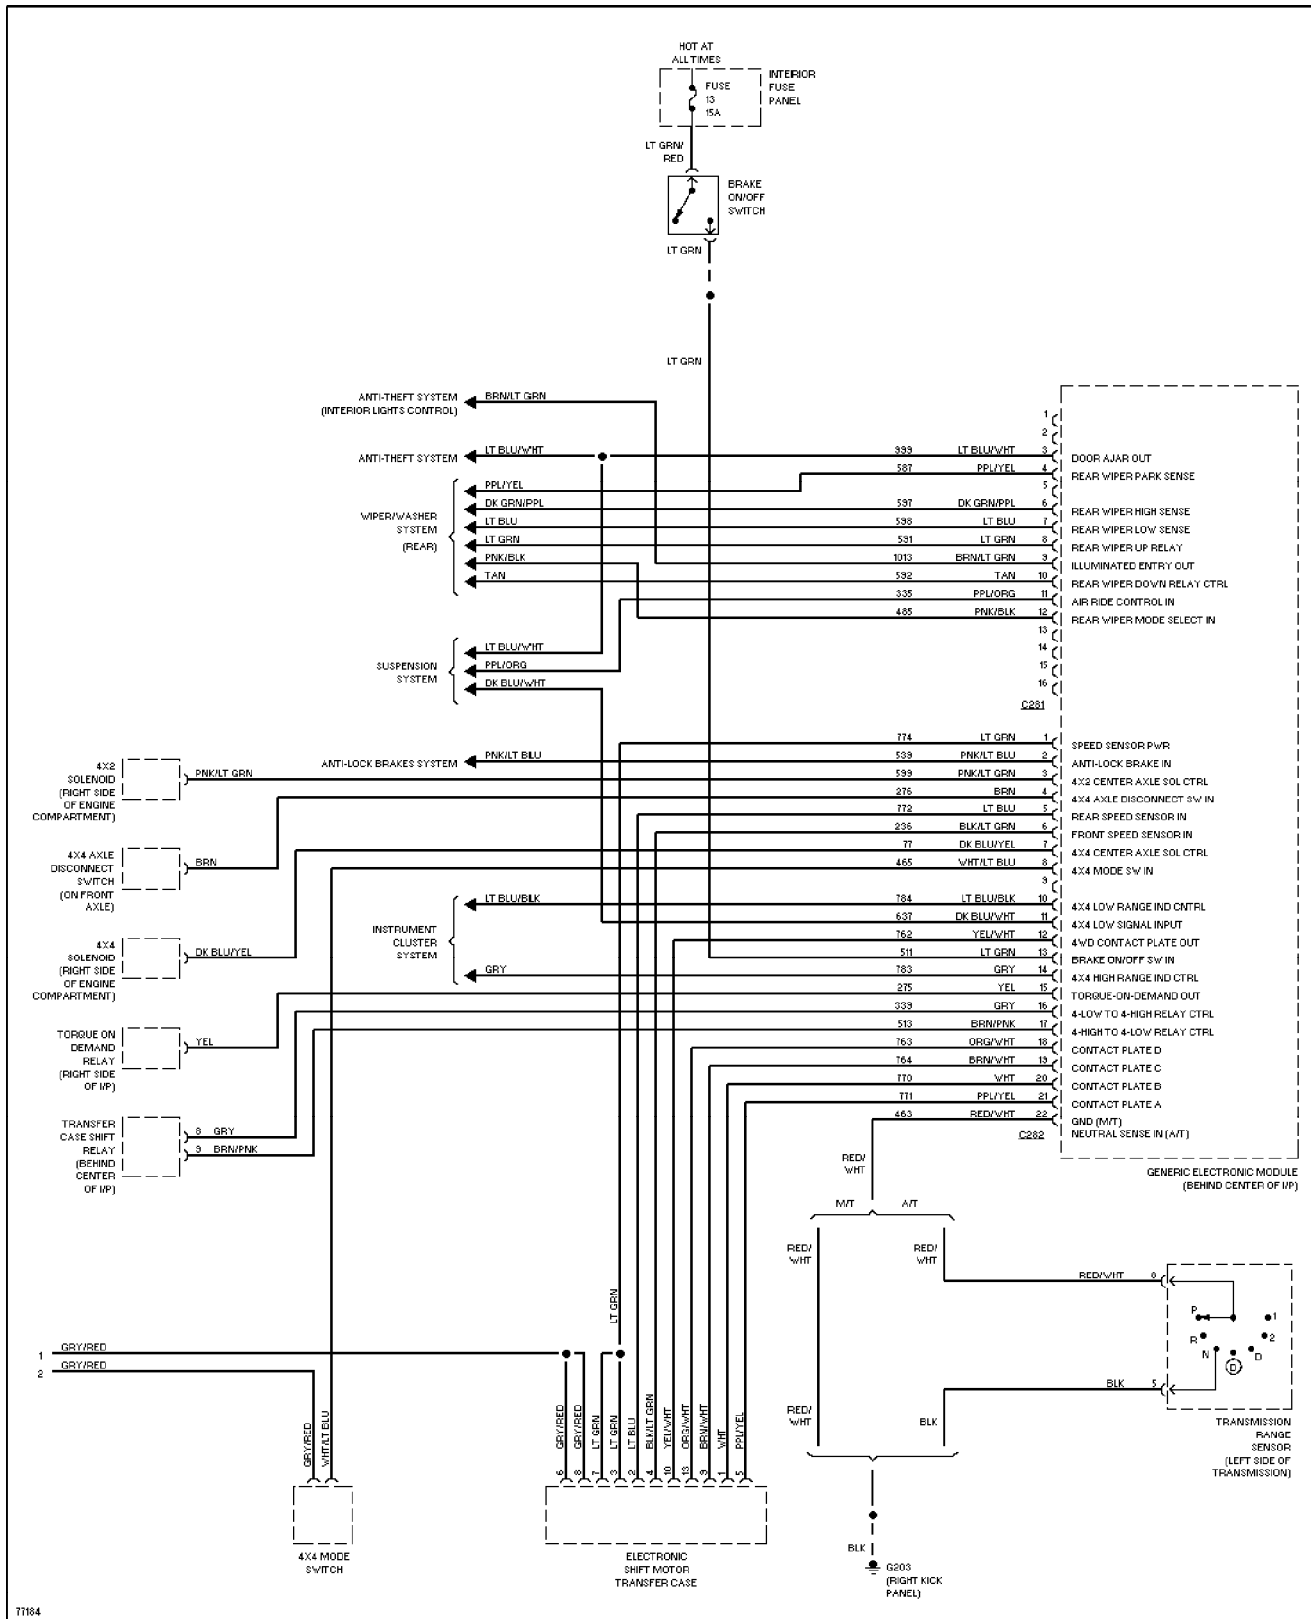 HOT AT
ALL TIMES
FUSE
13
15A
INTERIOR
FUSE
PANEL
LT GRN/
RED
BRAKE
ON/OFF
SWITCH
LT GRN
LT GRN
ANTI-THEFT SYSTEM
(INTERIOR LIGHTS CONTROL)
BRN/LT GRN
ANTI-THEFT SYSTEM
LT BLU/WHT
WIPER/WASHER
SYSTEM
(REAR)
PPL/YEL
DK GRN/PPL
LT BLU
LT GRN
PNK/BLK
TAN
SUSPENSION
SYSTEM
LT BLU/WHT
PPL/ORG
DK BLU/WHT
1
2
999 LT BLU/WHT 3 DOOR AJAR OUT
587 PPL/YEL 4 REAR WIPER PARK SENSE
5
597 DK GRN/PPL 6 REAR WIPER HIGH SENSE
598 LT BLU 7 REAR WIPER LOW SENSE
591 LT GRN 8 REAR WIPER UP RELAY
1013 BRN/LT GRN 9 ILLUMINATED ENTRY OUT
592 TAN 10 REAR WIPER DOWN RELAY CTRL
335 PPL/ORG 11 AIR RIDE CONTROL IN
485 PNK/BLK 12 REAR WIPER MODE SELECT IN
13
14
15
16
C281
774 LT GRN 1 SPEED SENSOR PWR
539 PNK/LT BLU 2 ANTI-LOCK BRAKE IN
599 PNK/LT GRN 3 4X2 CENTER AXLE SOL CTRL
276 BRN 4 4X4 AXLE DISCONNECT SW IN
772 LT BLU 5 REAR SPEED SENSOR IN
236 BLK/LT GRN 6 FRONT SPEED SENSOR IN
77 DK BLU/YEL 7 4X4 CENTER AXLE SOL CTRL
465 WHT/LT BLU 8 4X4 MODE SW IN
9
784 LT BLU/BLK 10 4X4 LOW RANGE IND CNTRL
637 DK BLU/WHT 11 4X4 LOW SIGNAL INPUT
762 YEL/WHT 12 4WD CONTACT PLATE OUT
511 LT GRN 13 BRAKE ON/OFF SW IN
783 GRY 14 4X4 HIGH RANGE IND CTRL
275 YEL 15 TORQUE-ON-DEMAND OUT
339 GRY 16 4-LOW TO 4-HIGH RELAY CTRL
513 BRN/PNK 17 4-HIGH TO 4-LOW RELAY CTRL
763 ORG/WHT 18 CONTACT PLATE D
764 BRN/WHT 19 CONTACT PLATE C
770 WHT 20 CONTACT PLATE B
771 PPL/YEL 21 CONTACT PLATE A
463 RED/WHT 22 GND (M/T)
C282 NEUTRAL SENSE IN (A/T)
GENERIC ELECTRONIC MODULE
(BEHIND CENTER OF I/P)
ANTI-LOCK BRAKES SYSTEM
PNK/LT BLU
4X2
SOLENOID
(RIGHT SIDE
OF ENGINE
COMPARTMENT)
PNK/LT GRN
4X4 AXLE
DISCONNECT
SWITCH
(ON FRONT
AXLE)
BRN
INSTRUMENT
CLUSTER
SYSTEM
LT BLU/BLK
GRY
4X4
SOLENOID
(RIGHT SIDE
OF ENGINE
COMPARTMENT)
DK BLU/YEL
TORQUE ON
DEMAND
RELAY
(RIGHT SIDE
OF I/P)
YEL
TRANSFER
CASE SHIFT
RELAY
(BEHIND
CENTER
OF I/P)
8 GRY
9 BRN/PNK
RED/
WHT
M/T A/T
RED/
WHT
RED/
WHT
RED/WHT 8
P
R
N
D
D
2
1
BLK 5
RED/
WHT
BLK
TRANSMISSION
RANGE
SENSOR
(LEFT SIDE OF
TRANSMISSION)
BLK
G203
(RIGHT KICK
PANEL)
1 GRY/RED
2 GRY/RED
GRY/RED
WHT/LT BLU
4X4 MODE
SWITCH
LT GRN
GRY/RED 6
GRY/RED 8
LT GRN 7
LT GRN 3
LT BLU 2
BLK/LT GRN 4
YEL/WHT 10
ORG/WHT 13
BRN/WHT 9
WHT 1
PPL/YEL 5
ELECTRONIC
SHIFT MOTOR
TRANSFER CASE
77184